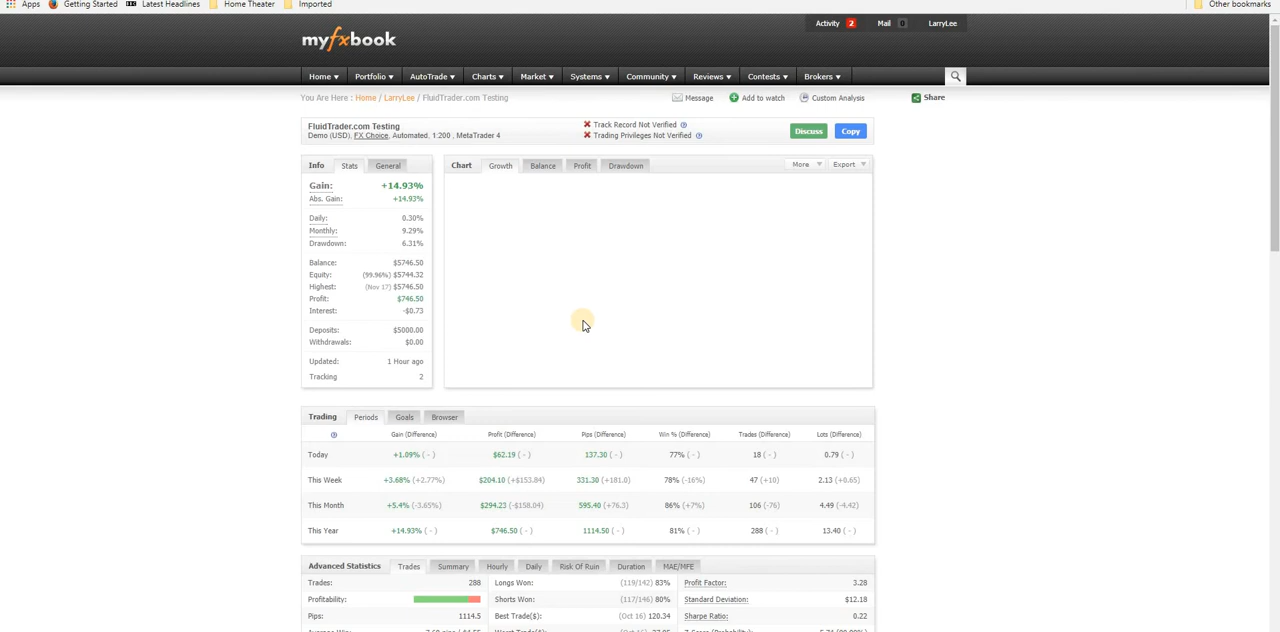 Apps Getting Started Latest Headlines Home Theater Imported Other bookmarks
myfxbook
Activity 2 Mail 0 LarryLee
Home Portfolio AutoTrade Charts Market Systems Community Reviews Contests Brokers
You Are Here : Home / LarryLee / FluidTrader.com Testing Message Add to watch Custom Analysis Share
FluidTrader.com Testing
Demo (USD), FX Choice, Automated, 1:200 , MetaTrader 4
Track Record Not Verified
Trading Privileges Not Verified
Discuss Copy
Info Stats General
Gain: +14.93%
Abs. Gain: +14.93%
Daily: 0.30%
Monthly: 9.29%
Drawdown: 6.31%
Balance: $5746.50
Equity: (99.96%) $5744.32
Highest: (Nov 17) $5746.50
Profit: $746.50
Interest: -$0.73
Deposits: $5000.00
Withdrawals: $0.00
Updated: 1 Hour ago
Tracking 2
Chart Growth Balance Profit Drawdown More Export
Trading Periods Goals Browser
Gain (Difference) Profit (Difference) Pips (Difference) Win % (Difference) Trades (Difference) Lots (Difference)
Today +1.09% ( - ) $62.19 ( - ) 137.30 ( - ) 77% ( - ) 18 ( - ) 0.79 ( - )
This Week +3.68% (+2.77%) $204.10 (+$153.84) 331.30 (+181.0) 78% (-16%) 47 (+10) 2.13 (+0.65)
This Month +5.4% (-3.65%) $294.23 (-$158.04) 595.40 (+76.3) 86% (+7%) 106 (-76) 4.49 (-4.42)
This Year +14.93% ( - ) $746.50 ( - ) 1114.50 ( - ) 81% ( - ) 288 ( - ) 13.40 ( - )
Advanced Statistics Trades Summary Hourly Daily Risk Of Ruin Duration MAE/MFE
Trades: 288 Longs Won: (119/142) 83% Profit Factor: 3.28
Profitability: Shorts Won: (117/146) 80% Standard Deviation: $12.18
Pips: 1114.5 Best Trade($): (Oct 16) 120.34 Sharpe Ratio: 0.22